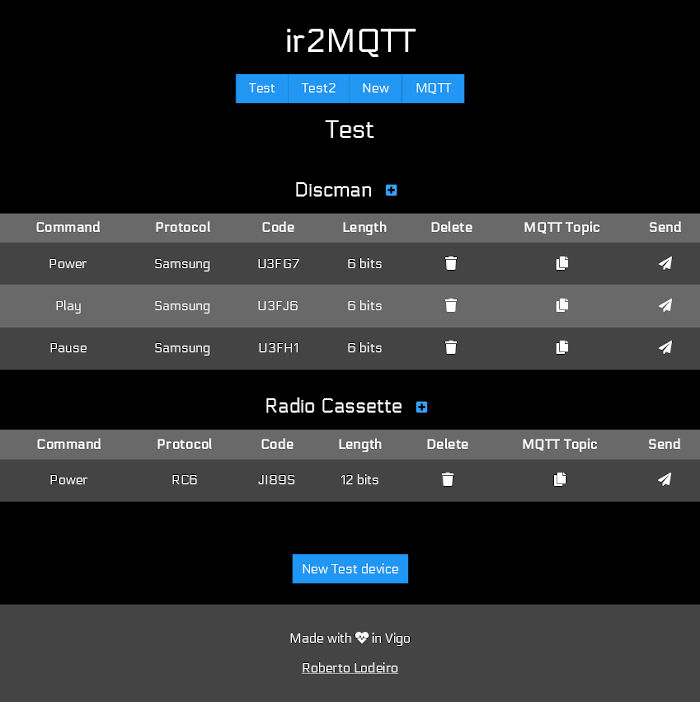 ir2MQTT
Test Test2 New MQTT
Test
Discman
Command Protocol Code Length Delete MQTT Topic Send
Power Samsung U3FG7 6 bits
Play Samsung U3FJ6 6 bits
Pause Samsung U3FH1 6 bits
Radio Cassette
Command Protocol Code Length Delete MQTT Topic Send
Power RC6 JI89S 12 bits
New Test device
Made with in Vigo
Roberto Lodeiro